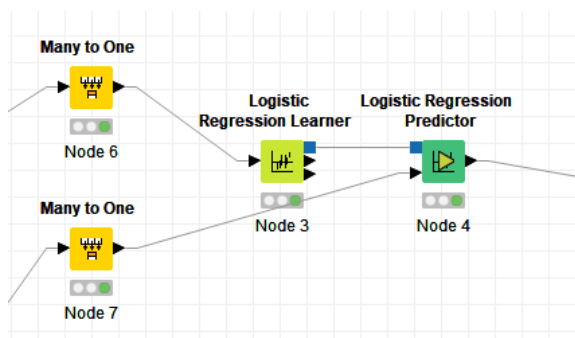 Many to One
Node 6
Logistic
Regression Learner
Node 3
Logistic Regression
Predictor
Node 4
Many to One
Node 7